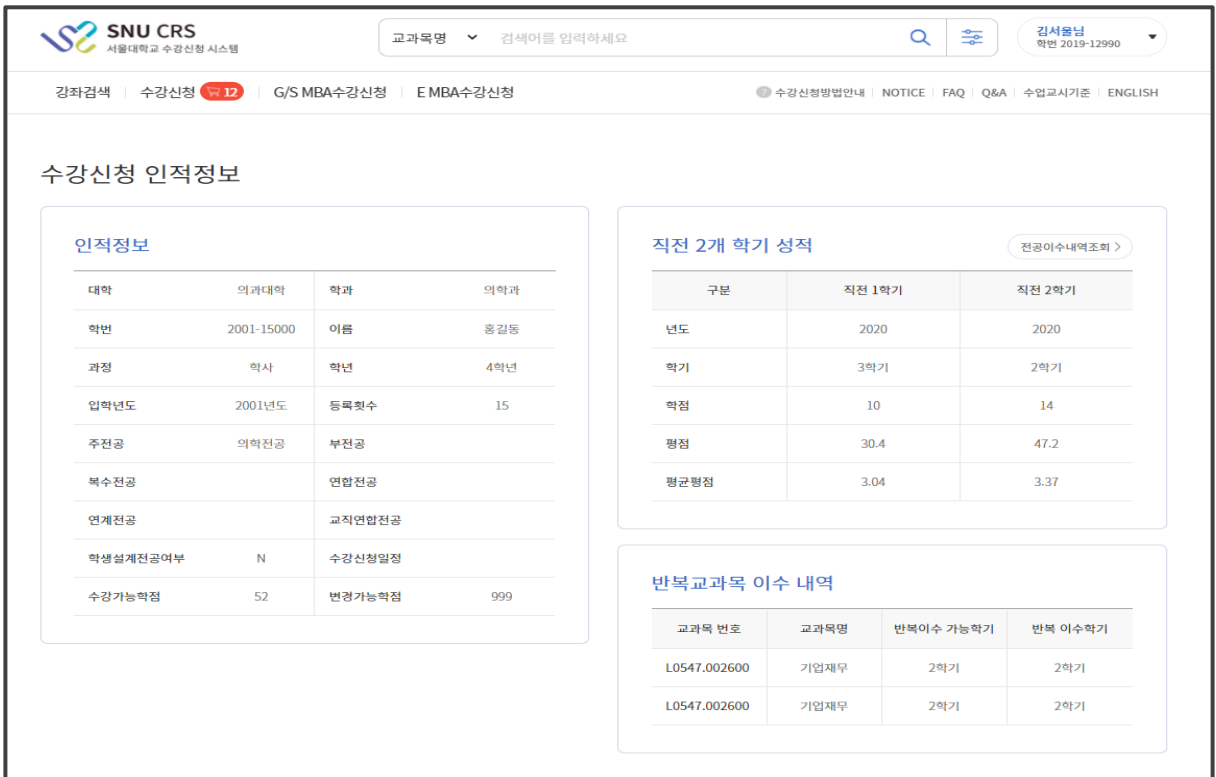 SNU CRS
서울대학교 수강신청 시스템
교과목명 검색어를 입력하세요
김서울님
학번 2019-12990
강좌검색 수강신청 12 G/S MBA수강신청 E MBA수강신청
? 수강신청방법안내 NOTICE FAQ Q&A 수업교시기준 ENGLISH
수강신청 인적정보
인적정보
대학 의과대학 학과 의학과
학번 2001-15000 이름 홍길동
과정 학사 학년 4학년
입학년도 2001년도 등록횟수 15
주전공 의학전공 부전공
복수전공 연합전공
연계전공 교직연합전공
학생설계전공여부 N 수강신청일정
수강가능학점 52 변경가능학점 999
직전 2개 학기 성적 전공이수내역조회 >
구분 직전 1학기 직전 2학기
년도 2020 2020
학기 3학기 2학기
학점 10 14
평점 30.4 47.2
평균평점 3.04 3.37
반복교과목 이수 내역
교과목 번호 교과목명 반복이수 가능학기 반복 이수학기
L0547.002600 기업재무 2학기 2학기
L0547.002600 기업재무 2학기 2학기